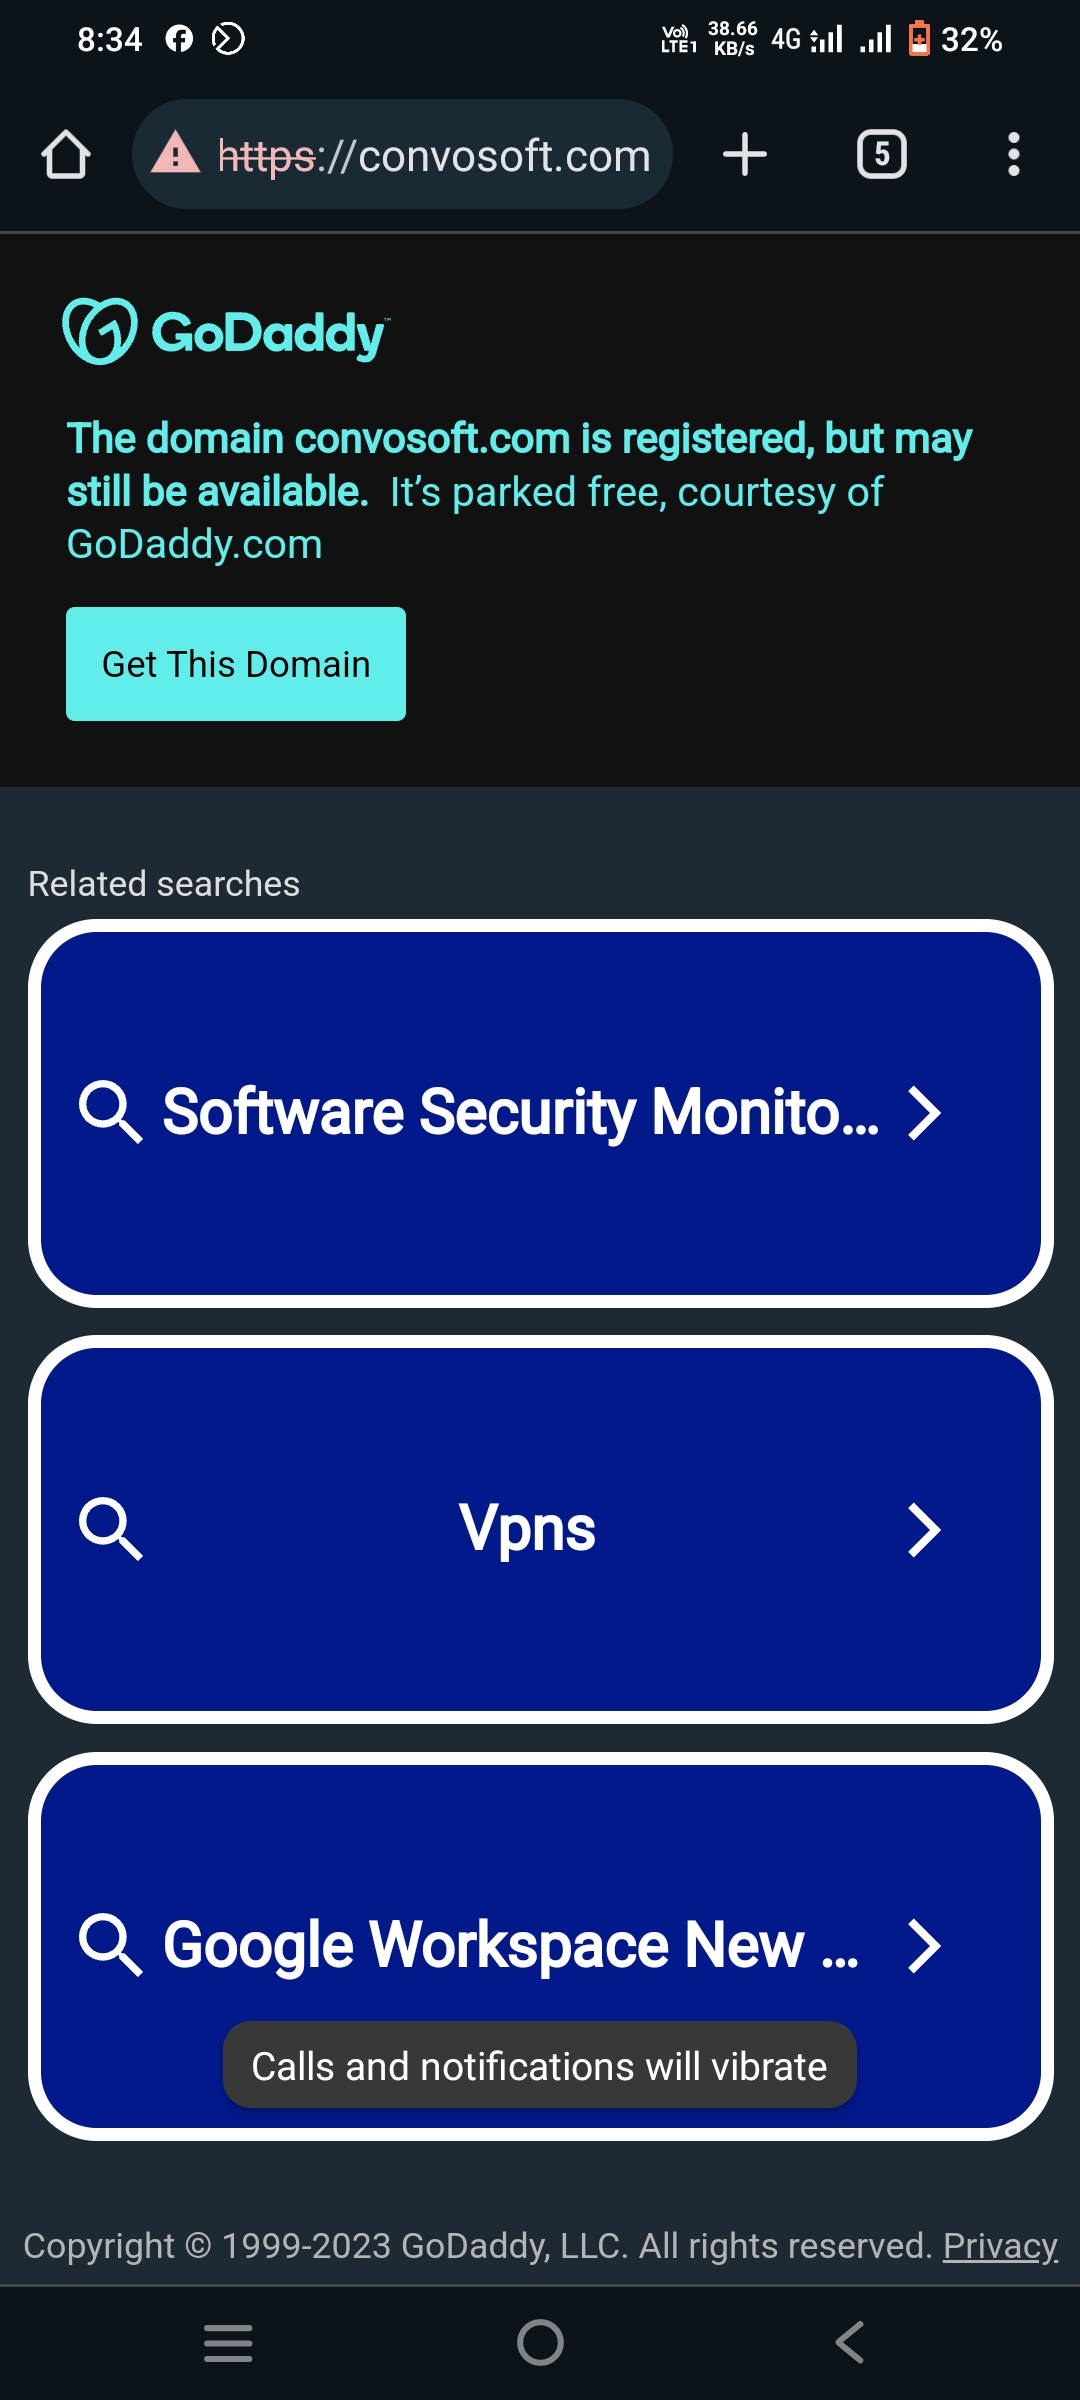 8:34
Vo)) LTE1 38.66 KB/s 4G 32%
https://convosoft.com
5
GoDaddy™
The domain convosoft.com is registered, but may
still be available. It’s parked free, courtesy of
GoDaddy.com
Get This Domain
Related searches
Software Security Monito...
Vpns
Google Workspace New ...
Calls and notifications will vibrate
Copyright © 1999-2023 GoDaddy, LLC. All rights reserved. Privacy